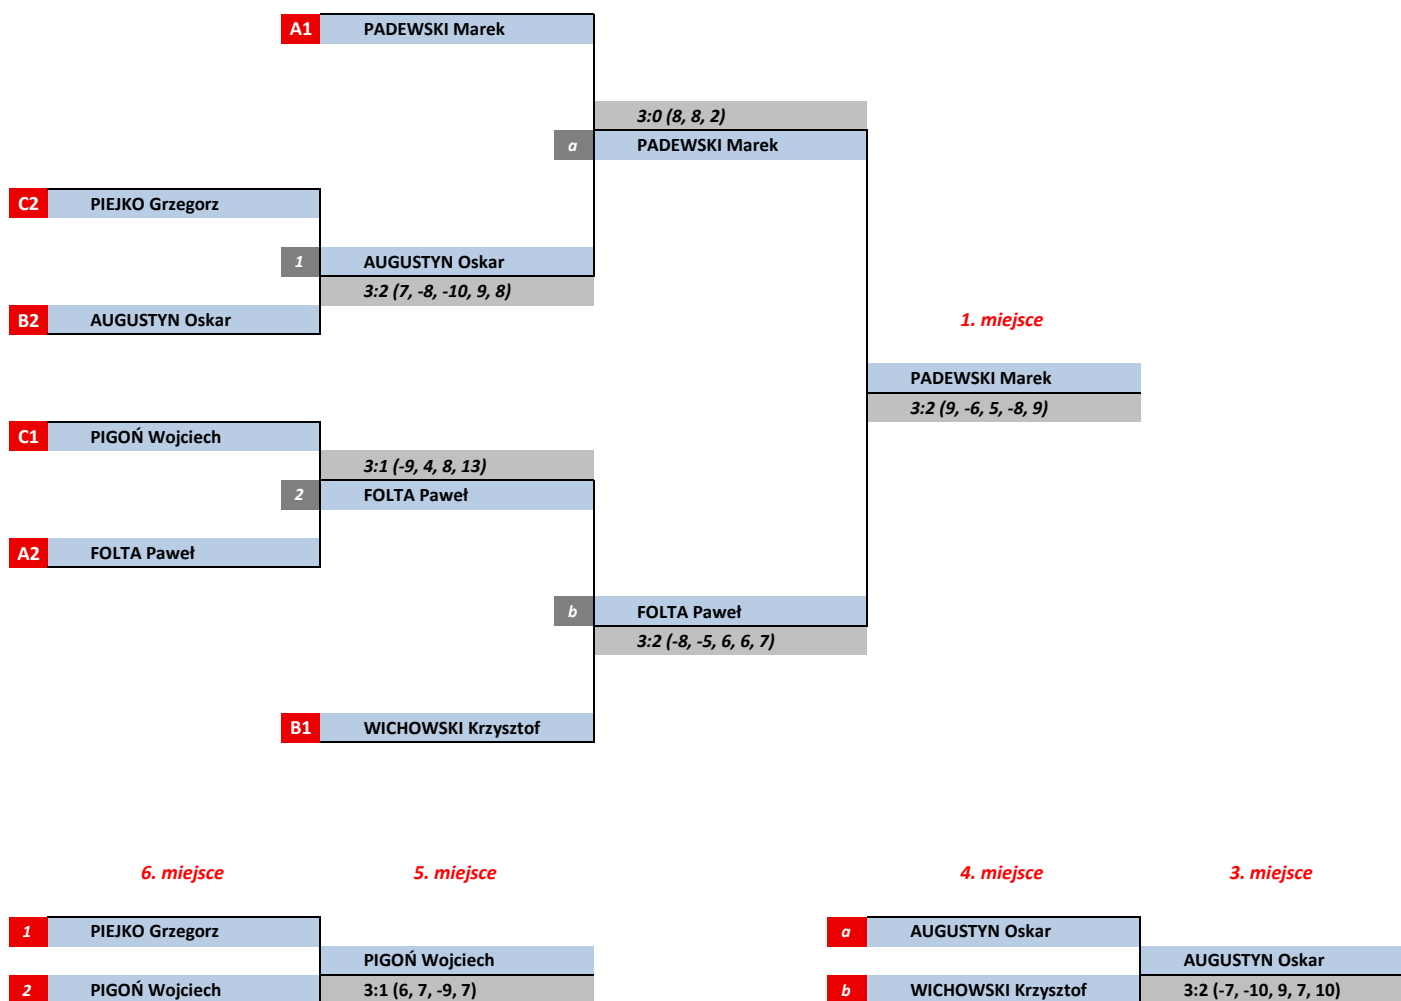 A1 PADEWSKI Marek
3:0 (8, 8, 2)
a PADEWSKI Marek
C2 PIEJKO Grzegorz
1 AUGUSTYN Oskar
3:2 (7, -8, -10, 9, 8)
B2 AUGUSTYN Oskar
1. miejsce
PADEWSKI Marek
3:2 (9, -6, 5, -8, 9)
C1 PIGOŃ Wojciech
3:1 (-9, 4, 8, 13)
2 FOLTA Paweł
A2 FOLTA Paweł
b FOLTA Paweł
3:2 (-8, -5, 6, 6, 7)
B1 WICHOWSKI Krzysztof
6. miejsce 5. miejsce 4. miejsce 3. miejsce
1 PIEJKO Grzegorz a AUGUSTYN Oskar
PIGOŃ Wojciech AUGUSTYN Oskar
2 PIGOŃ Wojciech 3:1 (6, 7, -9, 7) b WICHOWSKI Krzysztof 3:2 (-7, -10, 9, 7, 10)